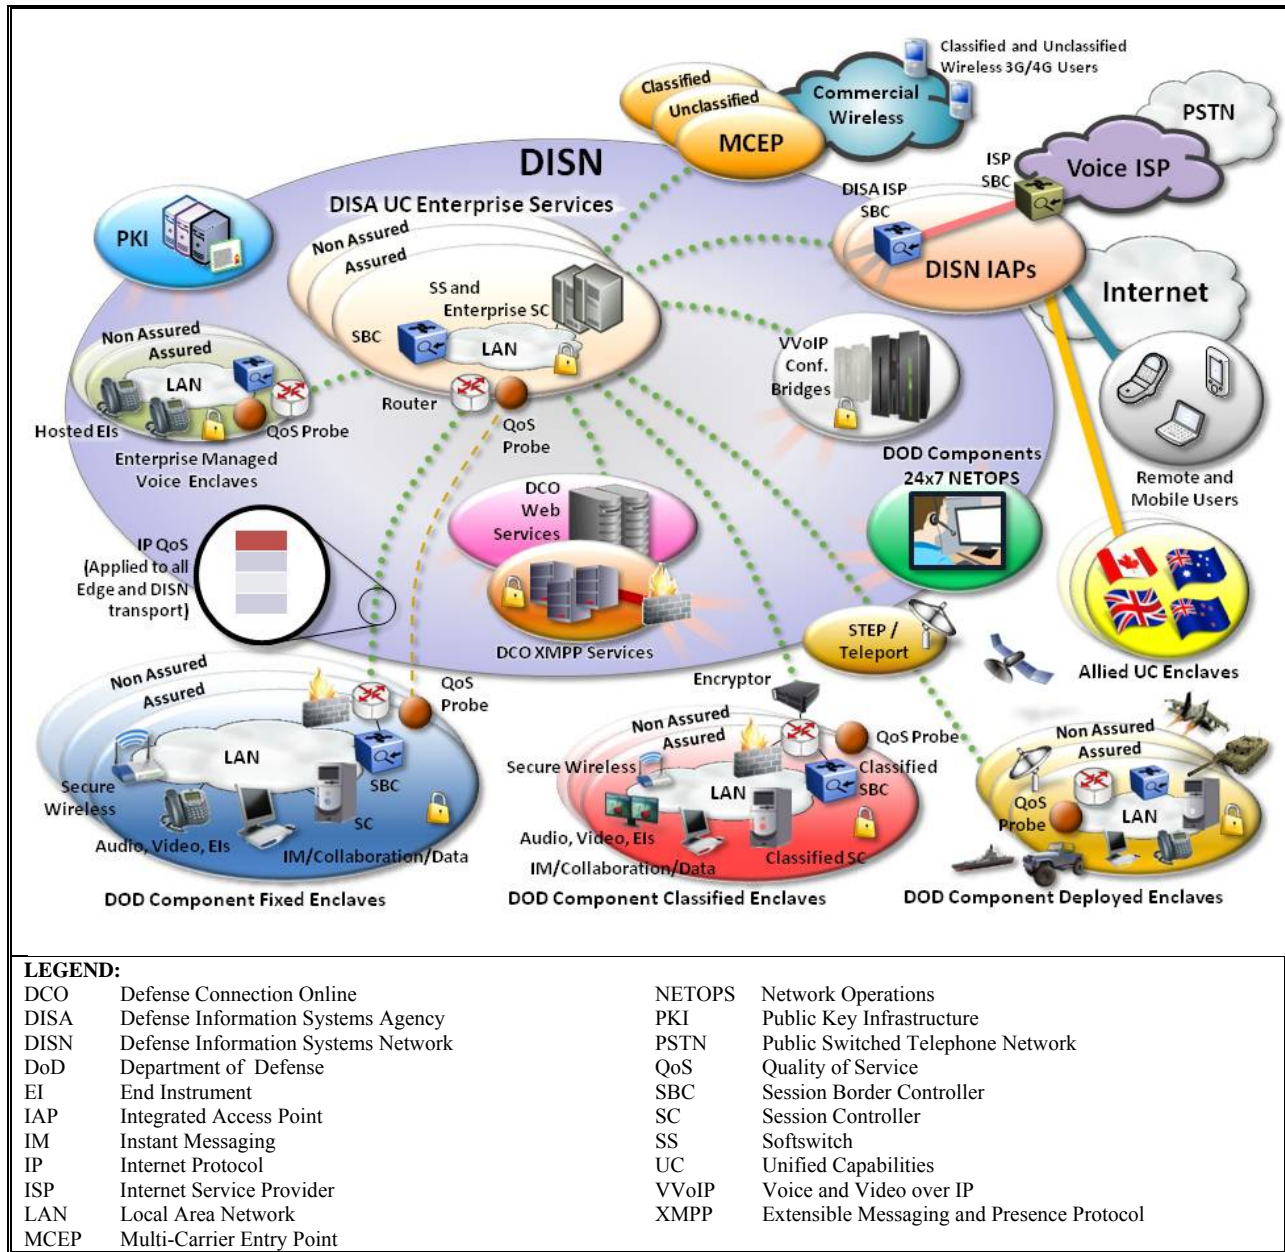 Classified and Unclassified
Wireless 3G/4G Users
Classified
Unclassified
MCEP
Commercial
Wireless
PSTN
Voice ISP
ISP
SBC
DISN
DISA ISP
SBC
DISN IAPs
Internet
DISA UC Enterprise Services
Non Assured
Assured
SS and
Enterprise SC
SBC
LAN
Router
QoS
Probe
PKI
Non Assured
Assured
LAN
Hosted EIs
QoS Probe
Enterprise Managed
Voice Enclaves
VVoIP
Conf.
Bridges
Remote and
Mobile Users
DOD Components
24x7 NETOPS
DCO
Web
Services
DCO XMPP Services
IP QoS
(Applied to all
Edge and DISN
transport)
STEP /
Teleport
Allied UC Enclaves
Non Assured
Assured
QoS
Probe
LAN
Secure
Wireless
SBC
SC
Audio, Video, EIs
IM/Collaboration/Data
DOD Component Fixed Enclaves
Encryptor
Non Assured
Assured
QoS Probe
Secure Wireless
Classified
SBC
LAN
Audio, Video, EIs
IM/Collaboration/Data
Classified SC
DOD Component Classified Enclaves
Non Assured
Assured
QoS
Probe
LAN
DOD Component Deployed Enclaves
LEGEND:
DCO Defense Connection Online
DISA Defense Information Systems Agency
DISN Defense Information Systems Network
DoD Department of Defense
EI End Instrument
IAP Integrated Access Point
IM Instant Messaging
IP Internet Protocol
ISP Internet Service Provider
LAN Local Area Network
MCEP Multi-Carrier Entry Point
NETOPS Network Operations
PKI Public Key Infrastructure
PSTN Public Switched Telephone Network
QoS Quality of Service
SBC Session Border Controller
SC Session Controller
SS Softswitch
UC Unified Capabilities
VVoIP Voice and Video over IP
XMPP Extensible Messaging and Presence Protocol